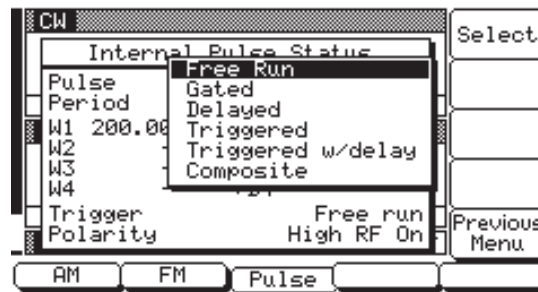 CW
Internal Pulse Status
Free Run
Gated
Delayed
Triggered
Triggered w/delay
Composite
Pulse
Period
W1 200.00
W2
W3
W4
Trigger Free run
Polarity High RF On
Select
Previous
Menu
AM FM Pulse